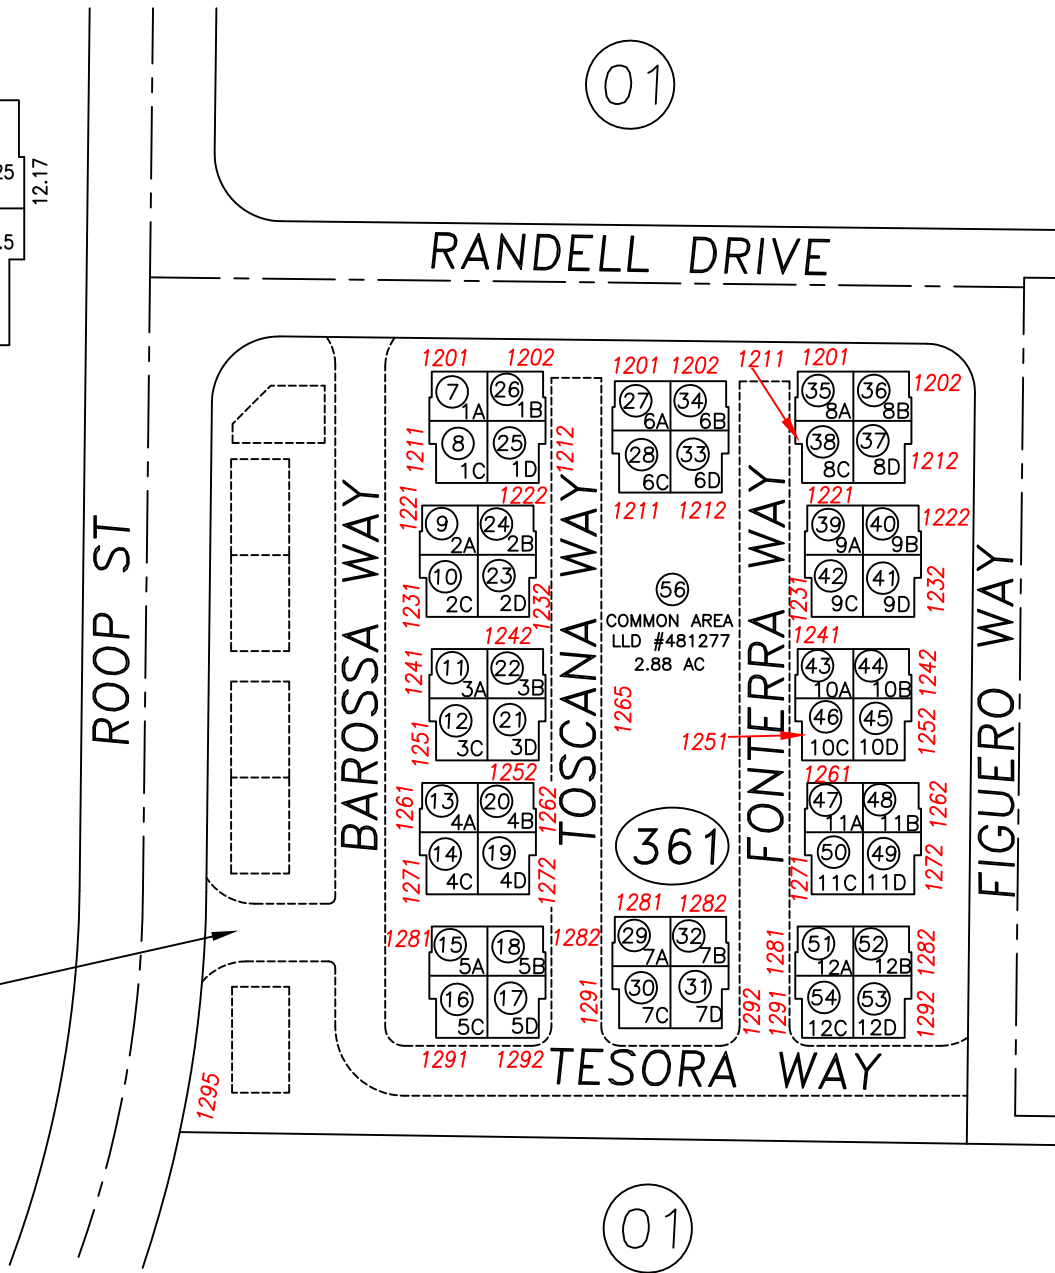 01
25
12.17
.5
RANDELL DRIVE
ROOP ST
BAROSSA WAY
TOSCANA WAY
FONTERRA WAY
FIGUERO WAY
TESORA WAY
1201 1202
7 1A 26 1B
8 1C 25 1D
1211 1212
1221 1222
9 2A 24 2B
10 2C 23 2D
1231 1232
1242
1241
11 3A 22 3B
12 3C 21 3D
1251 1252
1261 1262
13 4A 20 4B
14 4C 19 4D
1271 1272
1281 1282
15 5A 18 5B
16 5C 17 5D
1291 1292
1295
1201 1202
27 6A 34 6B
28 6C 33 6D
1211 1212
56
COMMON AREA
LLD #481277
2.88 AC
1265
361
1281 1282
29 7A 32 7B
30 7C 31 7D
1291 1292
1211 1201 1202
35 8A 36 8B
38 8C 37 8D
1212
1221 1222
39 9A 40 9B
42 9C 41 9D
1231 1232
1241 1242
43 10A 44 10B
46 10C 45 10D
1251 1252
1261 1262
47 11A 48 11B
50 11C 49 11D
1271 1272
1281 1282
51 12A 52 12B
54 12C 53 12D
1291 1292
01